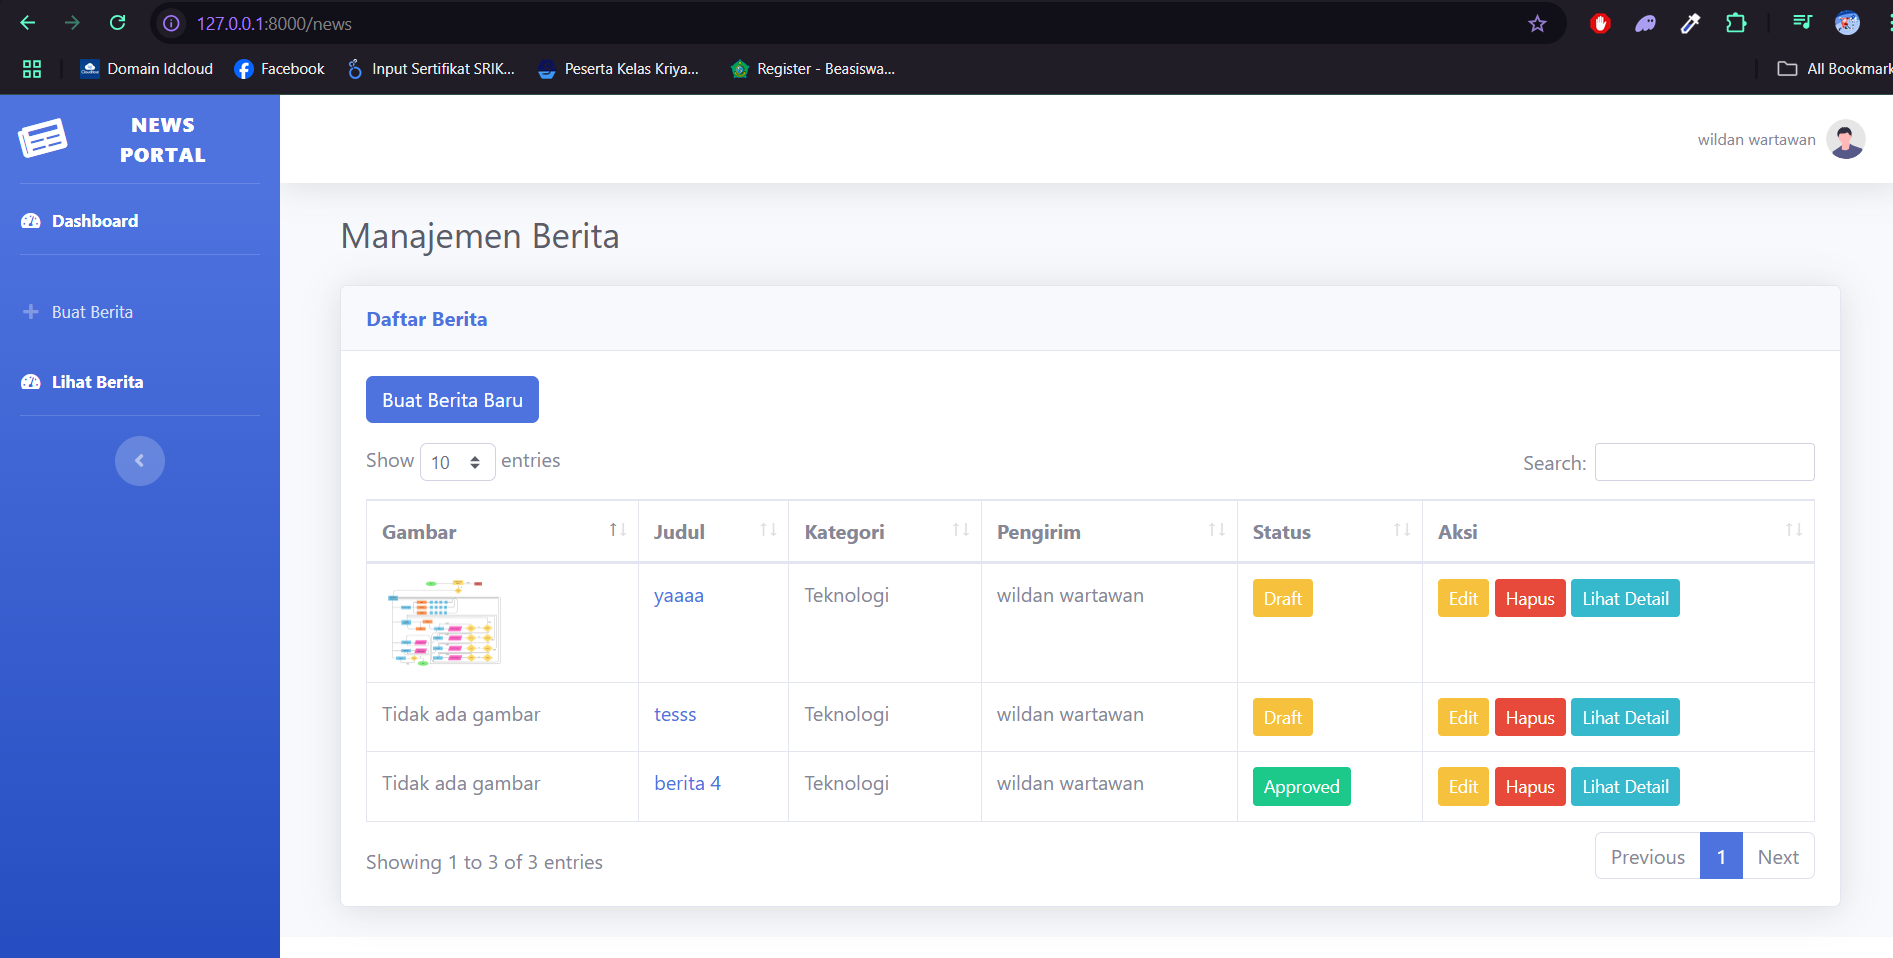 127.0.0.1:8000/news
Domain Idcloud Facebook Input Sertifikat SRIK... Peserta Kelas Kriya... Register - Beasiswa... All Bookmark
NEWS
PORTAL
wildan wartawan
Dashboard
Buat Berita
Lihat Berita
Manajemen Berita
Daftar Berita
Buat Berita Baru
Show 10 entries
Search:
Gambar Judul Kategori Pengirim Status Aksi
yaaaa Teknologi wildan wartawan Draft Edit Hapus Lihat Detail
Tidak ada gambar tesss Teknologi wildan wartawan Draft Edit Hapus Lihat Detail
Tidak ada gambar berita 4 Teknologi wildan wartawan Approved Edit Hapus Lihat Detail
Showing 1 to 3 of 3 entries
Previous 1 Next